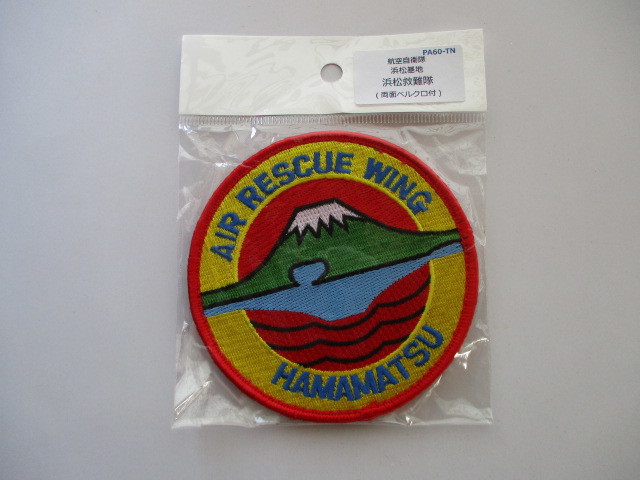 PA60-TN
航空自衛隊
浜松基地
浜松救難隊
(両面ベルクロ付)
AIR RESCUE WING
HAMAMATSU